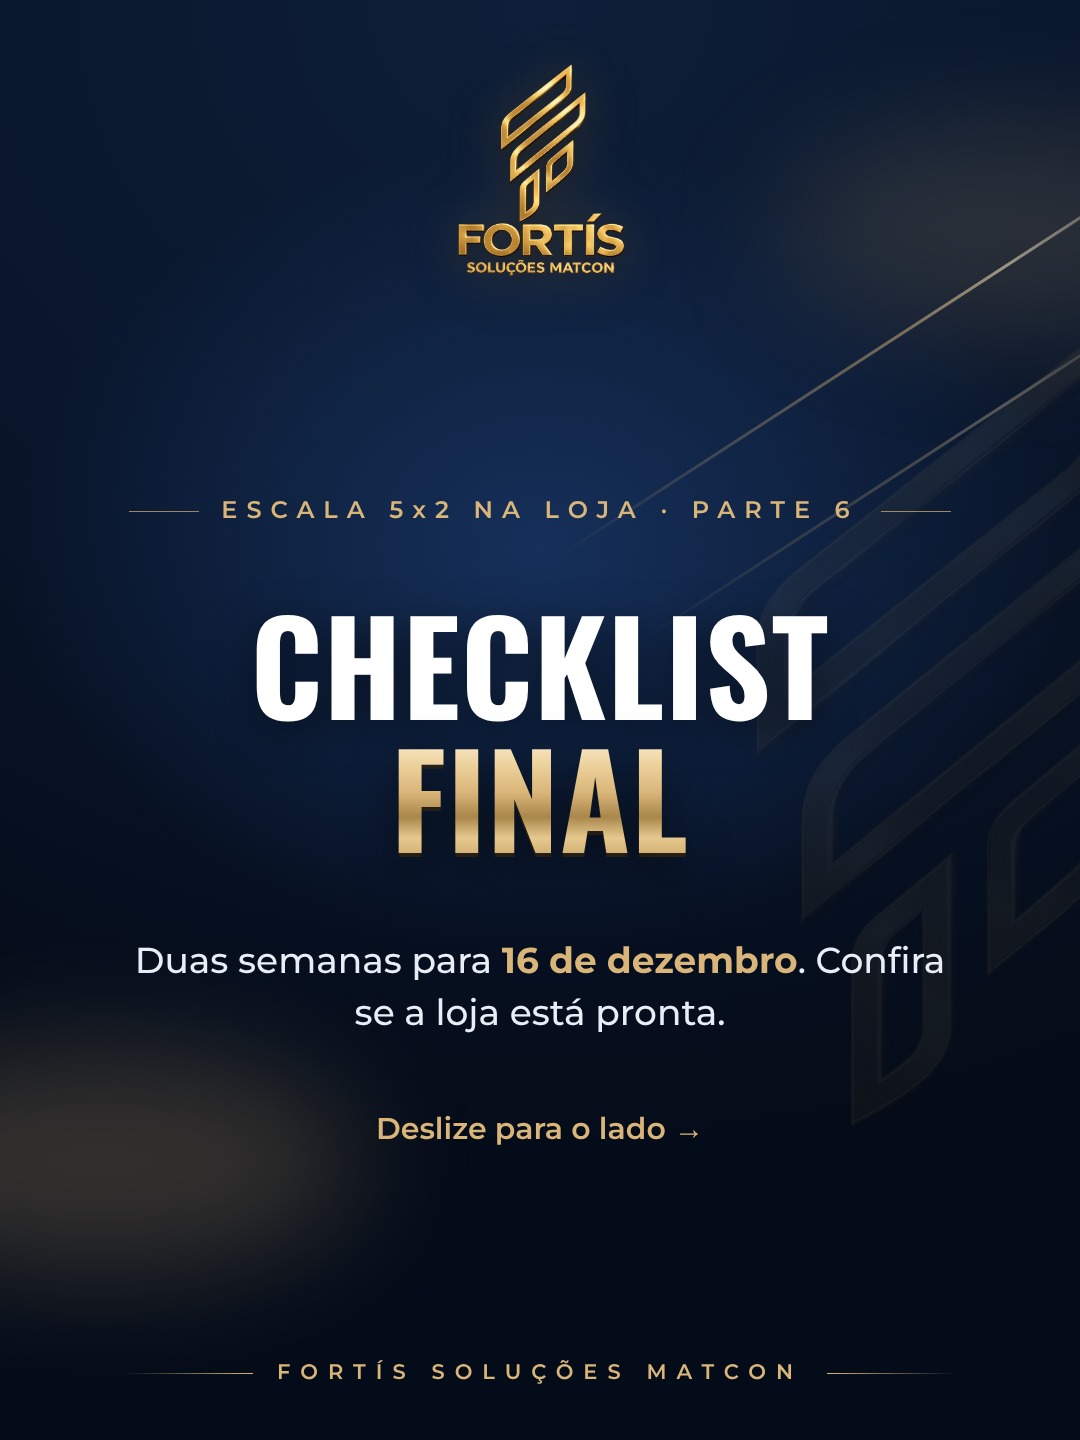 FORTÍS
SOLUÇÕES MATCON
ESCALA 5x2 NA LOJA · PARTE 6
CHECKLIST
FINAL
Duas semanas para 16 de dezembro. Confira
se a loja está pronta.
Deslize para o lado →
FORTÍS SOLUÇÕES MATCON